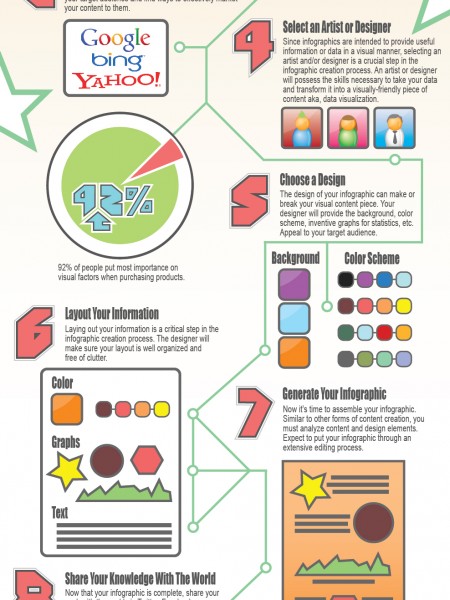 your content to them.
Google
bing
YAHOO!
4
Select an Artist or Designer
Since infographics are intended to provide useful
information or data in a visual manner, selecting an
artist and/or designer is a crucial step in the
infographic creation process. An artist or designer
will possess the skills necessary to take your data
and transform it into a visually-friendly piece of
content aka, data visualization.
92%
92% of people put most importance on
visual factors when purchasing products.
5
Choose a Design
The design of your infographic can make or
break your visual content piece. Your
designer will provide the background, color
scheme, inventive graphs for statistics, etc.
Appeal to your target audience.
Background
Color Scheme
6
Layout Your Information
Laying out your information is a critical step in the
infographic creation process. The designer will
make sure your layout is well organized and
free of clutter.
Color
Graphs
Text
7
Generate Your Infographic
Now it's time to assemble your infographic.
Similar to other forms of content creation, you
must analyze content and design elements.
Expect to put your infographic through an
extensive editing process.
8
Share Your Knowledge With The World
Now that your infographic is complete, share your